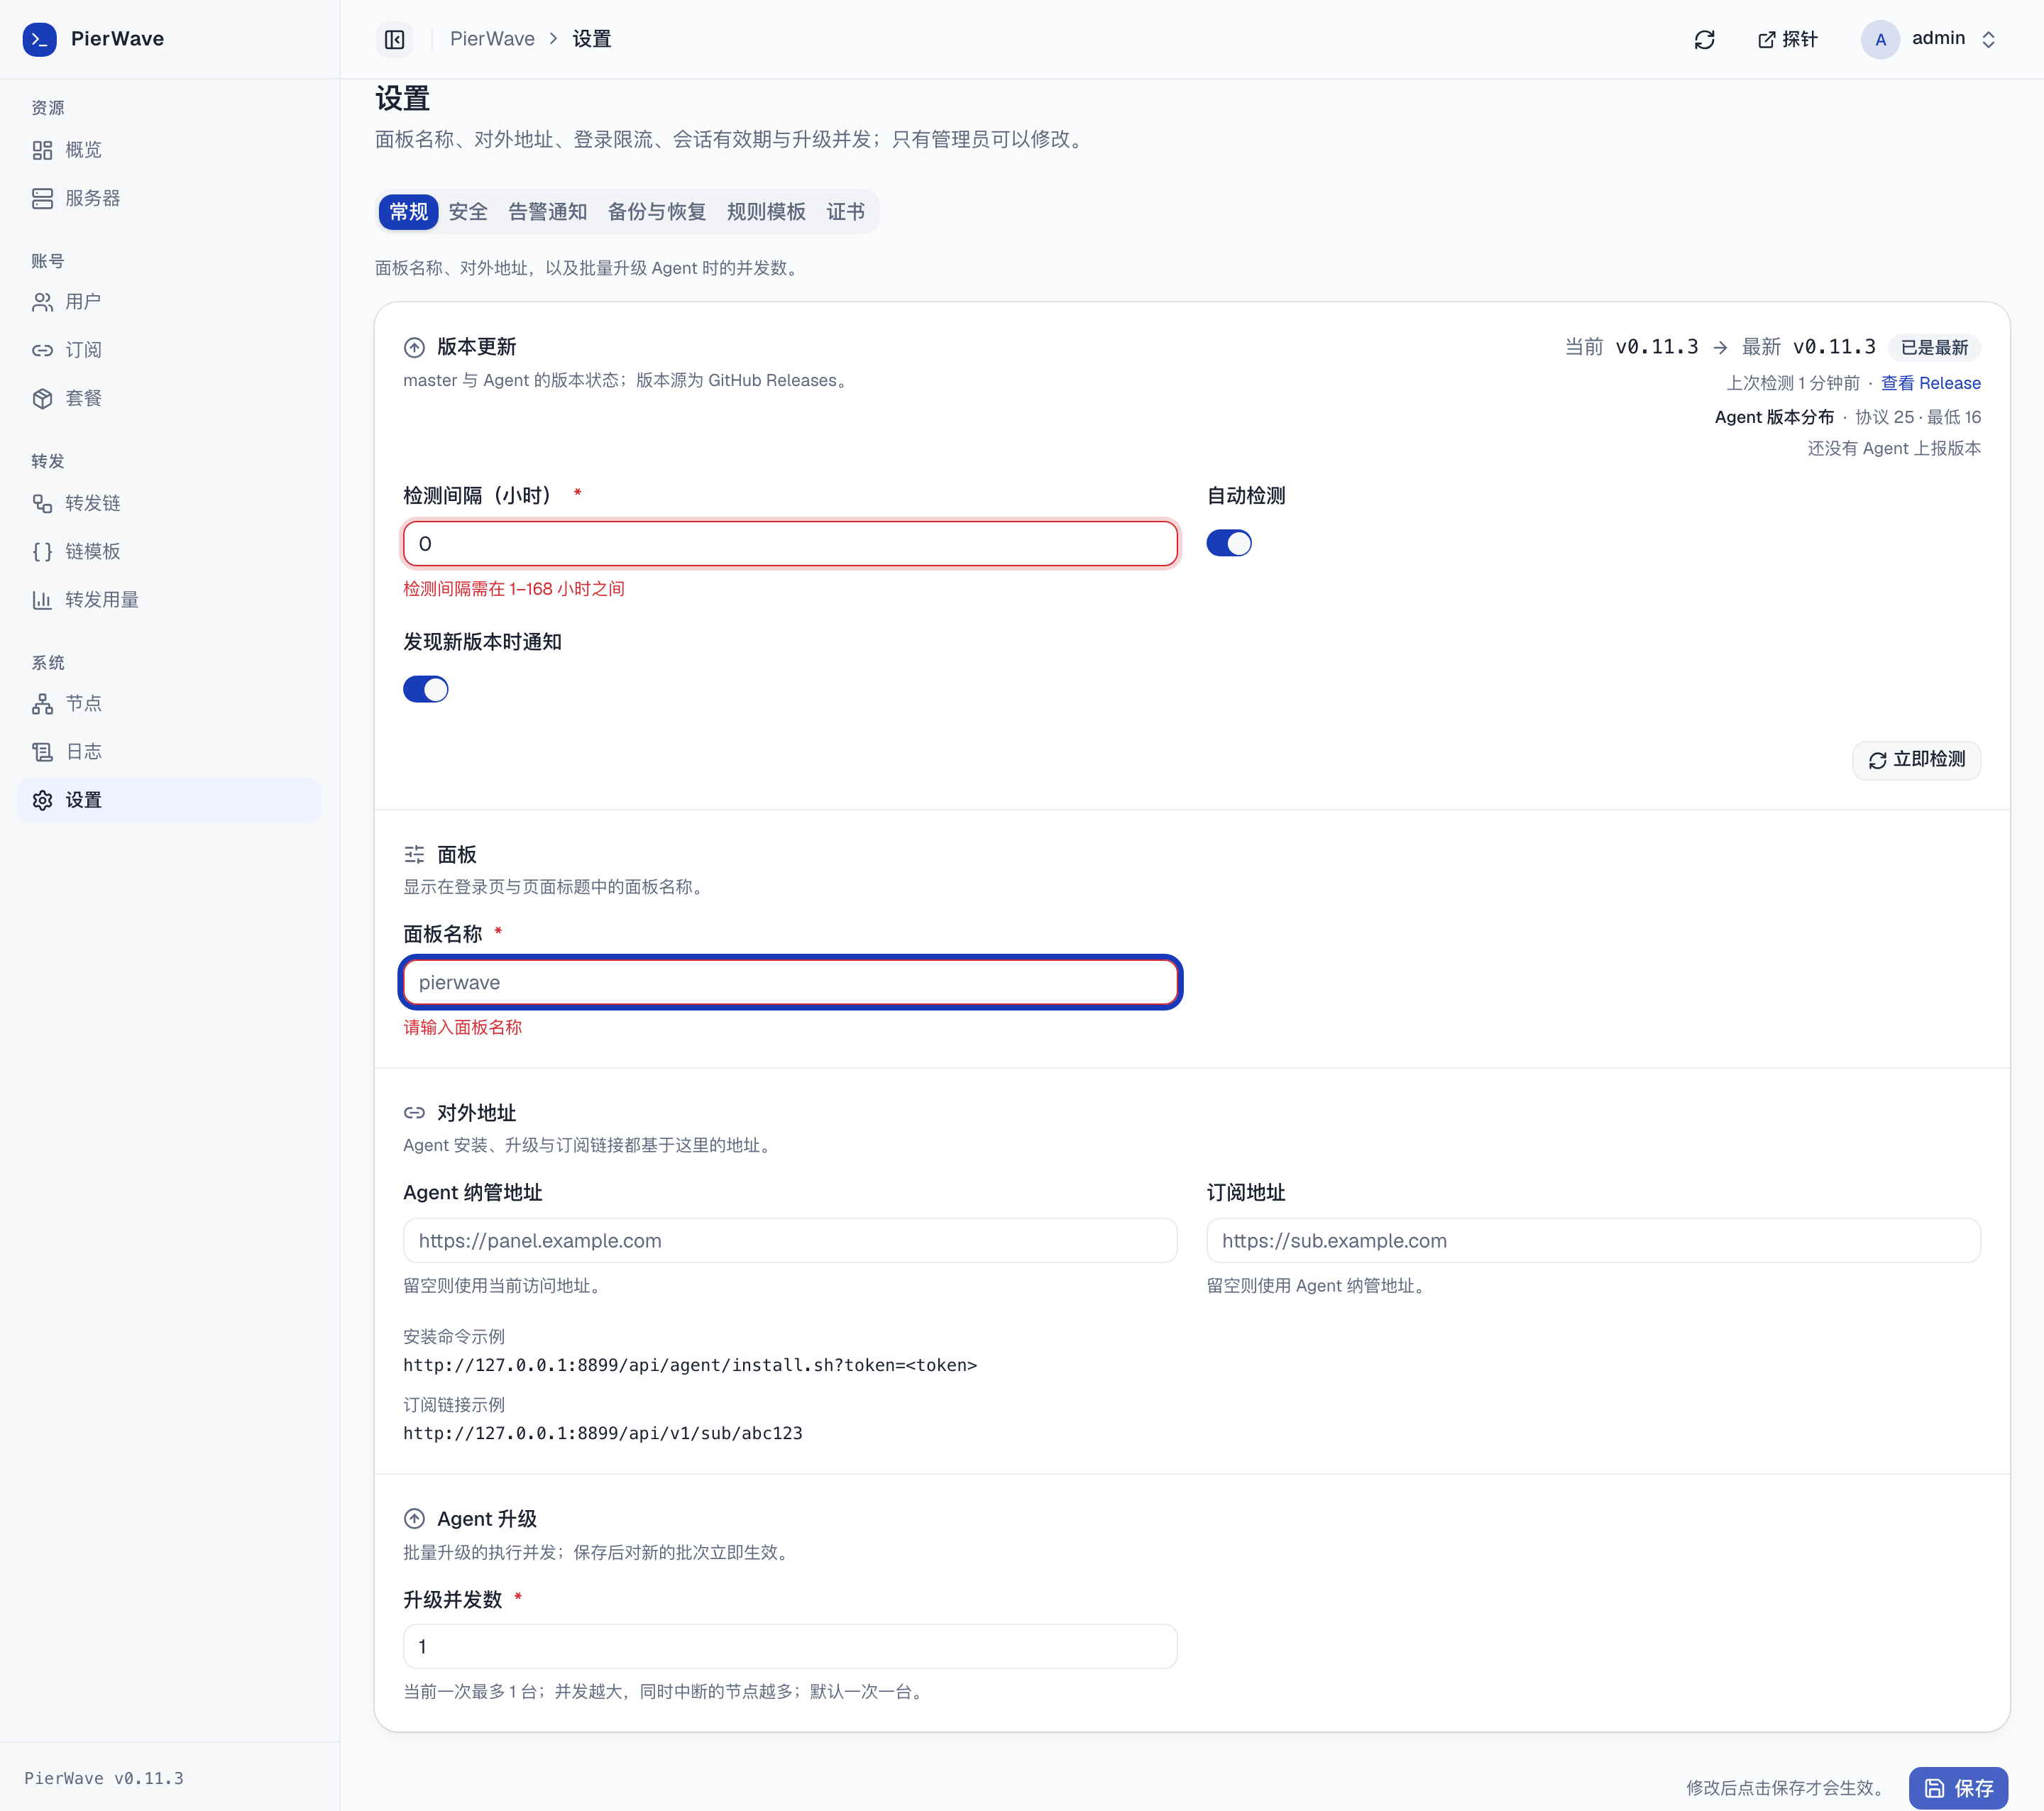 PierWave
PierWave > 设置
探针
A
admin
资源
概览
服务器
账号
用户
订阅
套餐
转发
转发链
链模板
转发用量
系统
节点
日志
设置
PierWave v0.11.3
设置
面板名称、对外地址、登录限流、会话有效期与升级并发；只有管理员可以修改。
常规 安全 告警通知 备份与恢复 规则模板 证书
面板名称、对外地址，以及批量升级 Agent 时的并发数。
版本更新
master 与 Agent 的版本状态；版本源为 GitHub Releases。
当前 v0.11.3 → 最新 v0.11.3 已是最新
上次检测 1 分钟前 · 查看 Release
Agent 版本分布 · 协议 25 · 最低 16
还没有 Agent 上报版本
检测间隔（小时） *
0
检测间隔需在 1–168 小时之间
自动检测
发现新版本时通知
立即检测
面板
显示在登录页与页面标题中的面板名称。
面板名称 *
pierwave
请输入面板名称
对外地址
Agent 安装、升级与订阅链接都基于这里的地址。
Agent 纳管地址
https://panel.example.com
留空则使用当前访问地址。
订阅地址
https://sub.example.com
留空则使用 Agent 纳管地址。
安装命令示例
http://127.0.0.1:8899/api/agent/install.sh?token=<token>
订阅链接示例
http://127.0.0.1:8899/api/v1/sub/abc123
Agent 升级
批量升级的执行并发；保存后对新的批次立即生效。
升级并发数 *
1
当前一次最多 1 台；并发越大，同时中断的节点越多；默认一次一台。
修改后点击保存才会生效。
保存